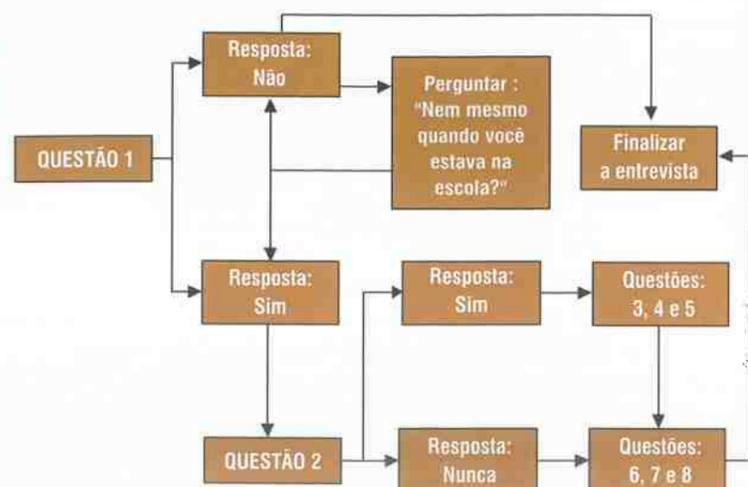 Resposta:
Não
Perguntar :
"Nem mesmo
quando você
estava na
escola?"
QUESTÃO 1
Finalizar
a entrevista
Resposta:
Sim
Resposta:
Sim
Questões:
3, 4 e 5
QUESTÃO 2
Resposta:
Nunca
Questões:
6, 7 e 8